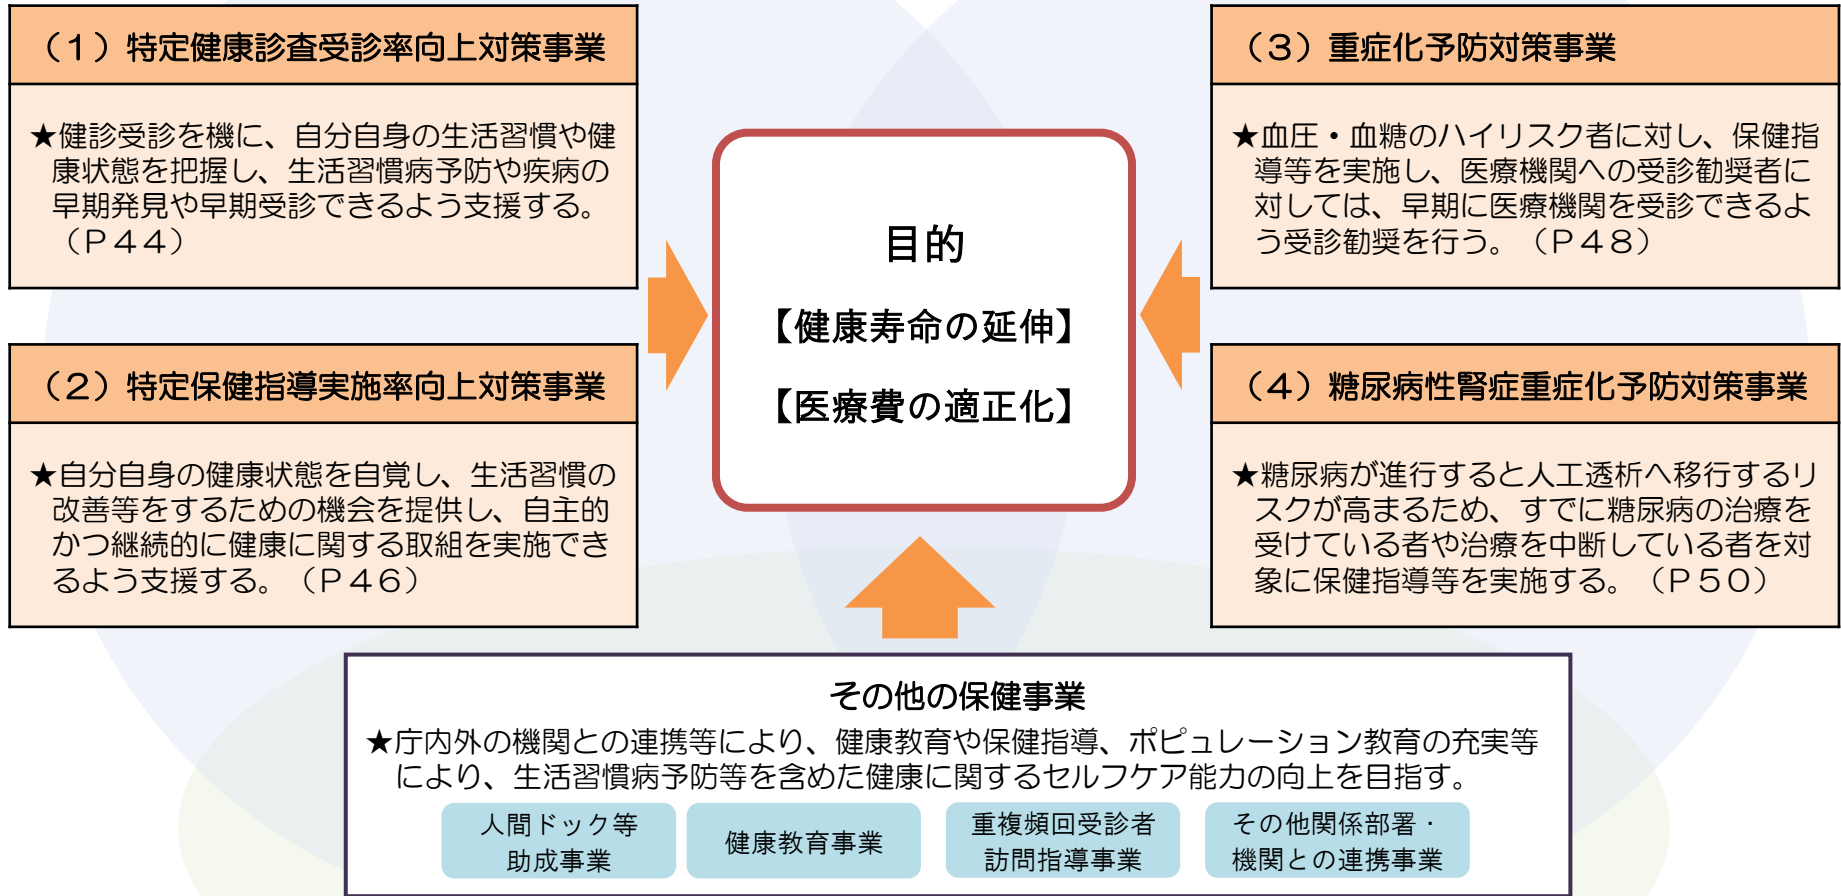 （１）特定健康診査受診率向上対策事業
★健診受診を機に、自分自身の生活習慣や健
康状態を把握し、生活習慣病予防や疾病の
早期発見や早期受診できるよう支援する。
（Ｐ４４）
（２）特定保健指導実施率向上対策事業
★自分自身の健康状態を自覚し、生活習慣の
改善等をするための機会を提供し、自主的
かつ継続的に健康に関する取組を実施でき
るよう支援する。（Ｐ４６）
目的
【健康寿命の延伸】
【医療費の適正化】
（３）重症化予防対策事業
★血圧・血糖のハイリスク者に対し、保健指
導等を実施し、医療機関への受診勧奨者に
対しては、早期に医療機関を受診できるよ
う受診勧奨を行う。（Ｐ４８）
（４）糖尿病性腎症重症化予防対策事業
★糖尿病が進行すると人工透析へ移行するリ
スクが高まるため、すでに糖尿病の治療を
受けている者や治療を中断している者を対
象に保健指導等を実施する。（Ｐ５０）
その他の保健事業
★庁内外の機関との連携等により、健康教育や保健指導、ポピュレーション教育の充実等
により、生活習慣病予防等を含めた健康に関するセルフケア能力の向上を目指す。
人間ドック等
助成事業
健康教育事業
重複頻回受診者
訪問指導事業
その他関係部署・
機関との連携事業